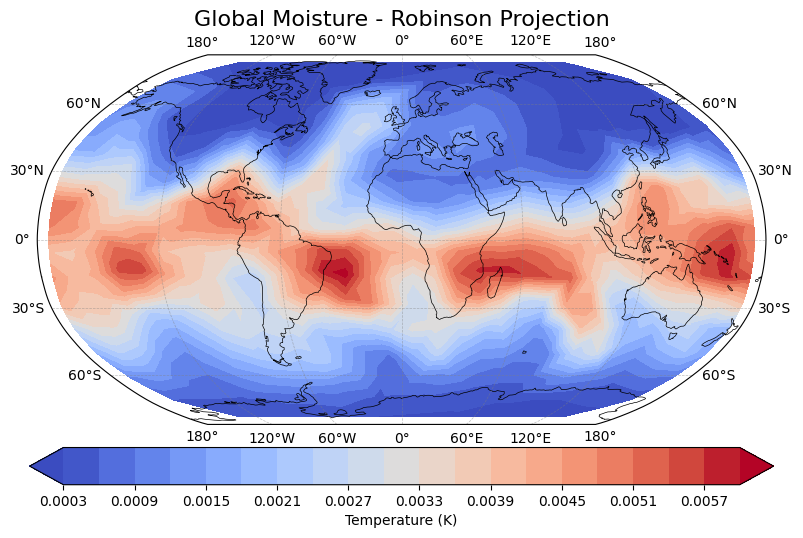 Global Moisture - Robinson Projection
180° 120°W 60°W 0° 60°E 120°E 180°
60°N 60°N
30°N 30°N
0° 0°
30°S 30°S
60°S 60°S
180° 120°W 60°W 0° 60°E 120°E 180°
0.0003 0.0009 0.0015 0.0021 0.0027 0.0033 0.0039 0.0045 0.0051 0.0057
Temperature (K)